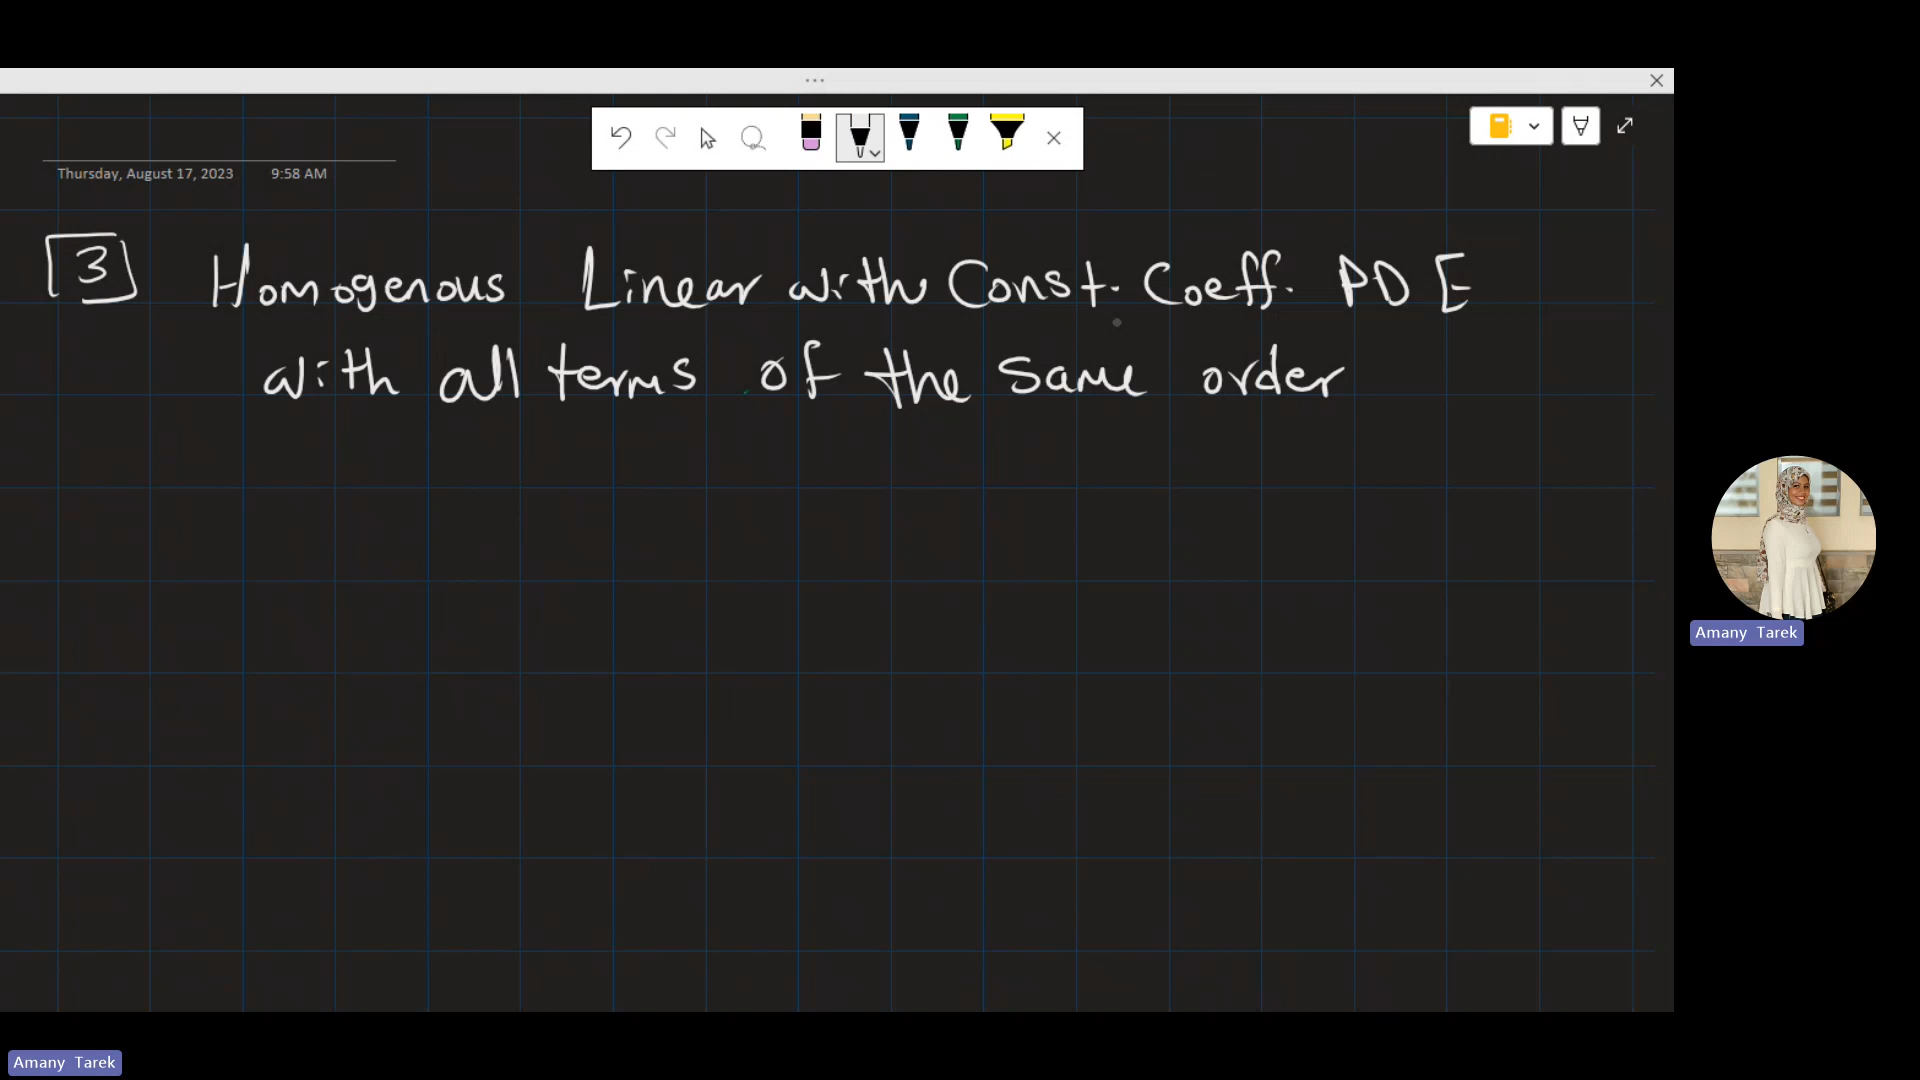 Thursday, August 17, 2023 9:58 AM
[3] Homogenous Linear with Const. Coeff. PDE
with all terms of the same order
Amany Tarek
Amany Tarek